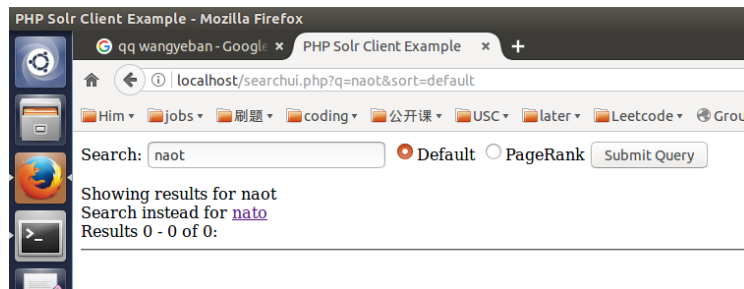 PHP Solr Client Example - Mozilla Firefox
qq wangyeban - Google
PHP Solr Client Example
localhost/searchui.php?q=naot&sort=default
Him jobs 刷题 coding 公开课 USC later Leetcode Grou
Search: naot Default PageRank Submit Query
Showing results for naot
Search instead for nato
Results 0 - 0 of 0: